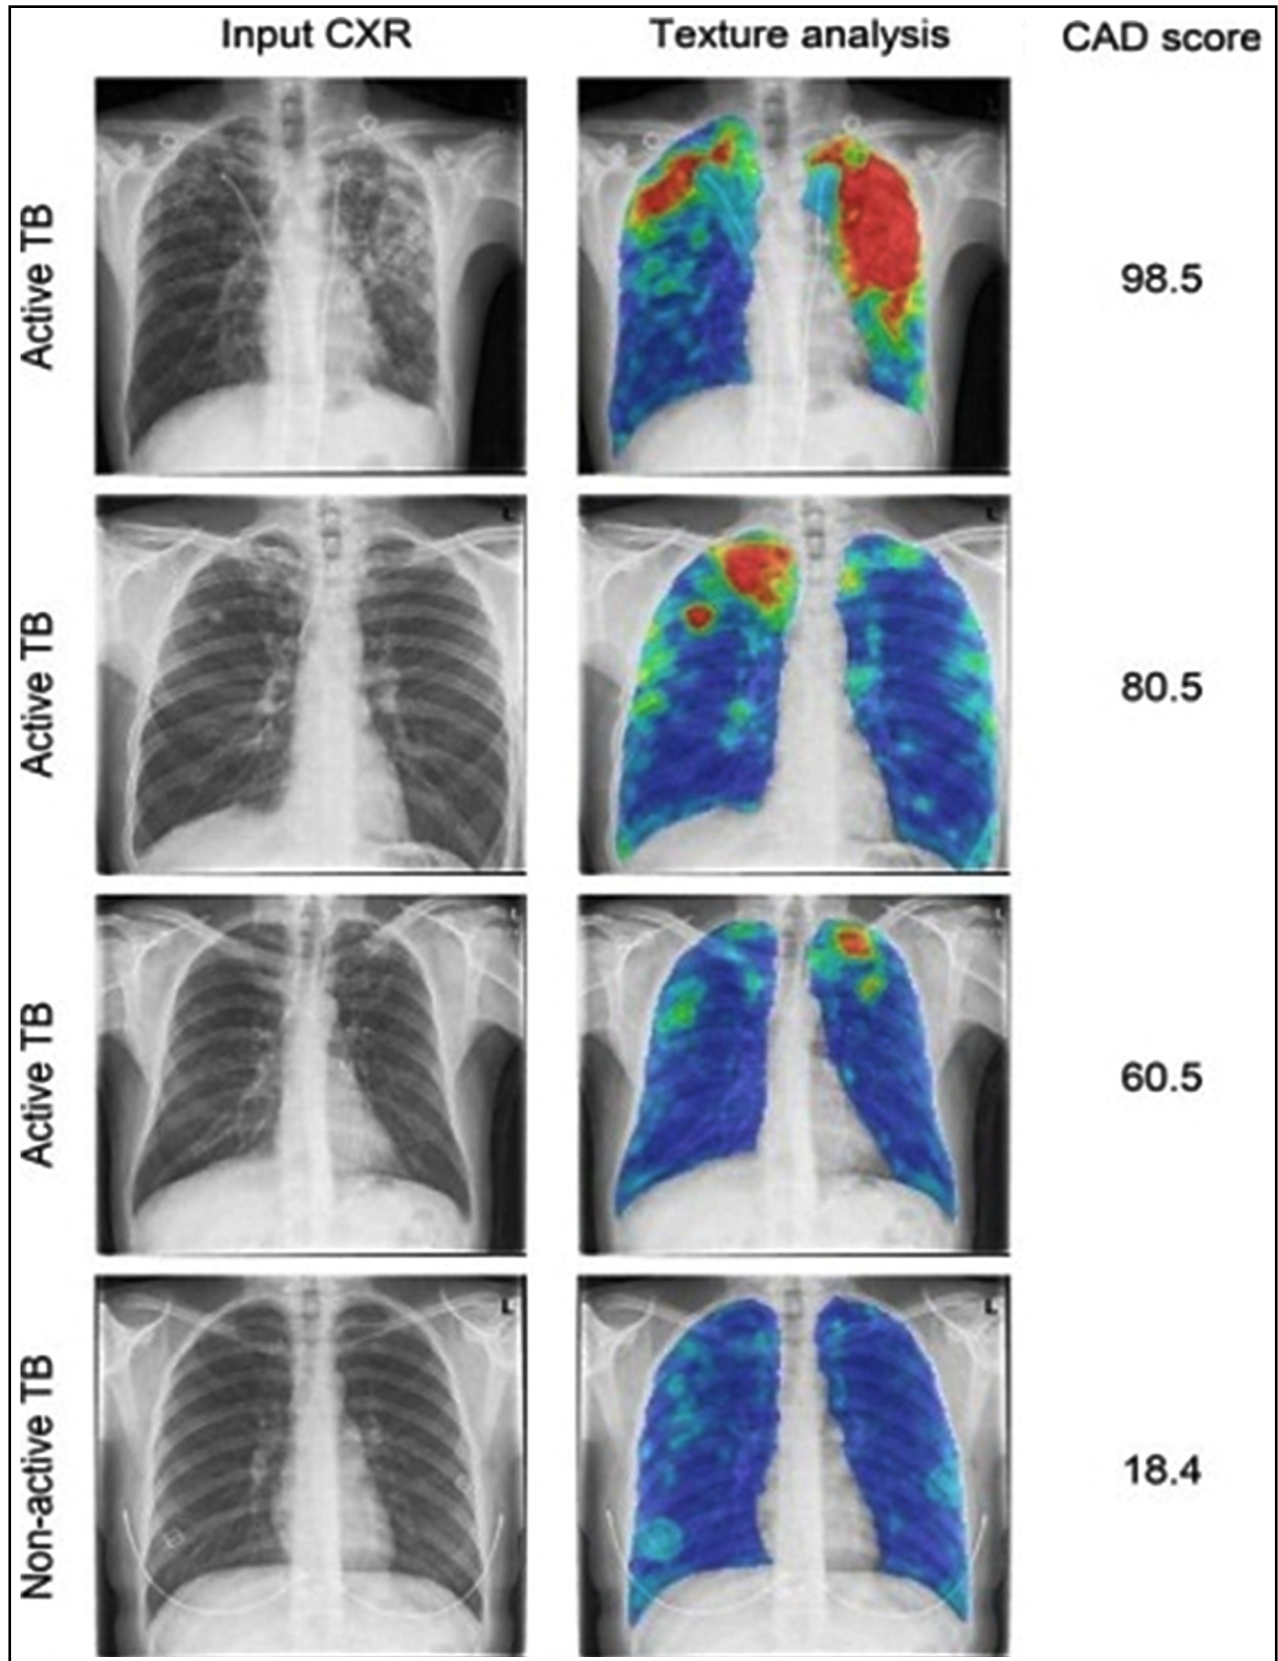 Input CXR Texture analysis CAD score
Active TB
98.5
L
Active TB
80.5
L
L
Active TB
60.5
Non-active TB
18.4
L
L